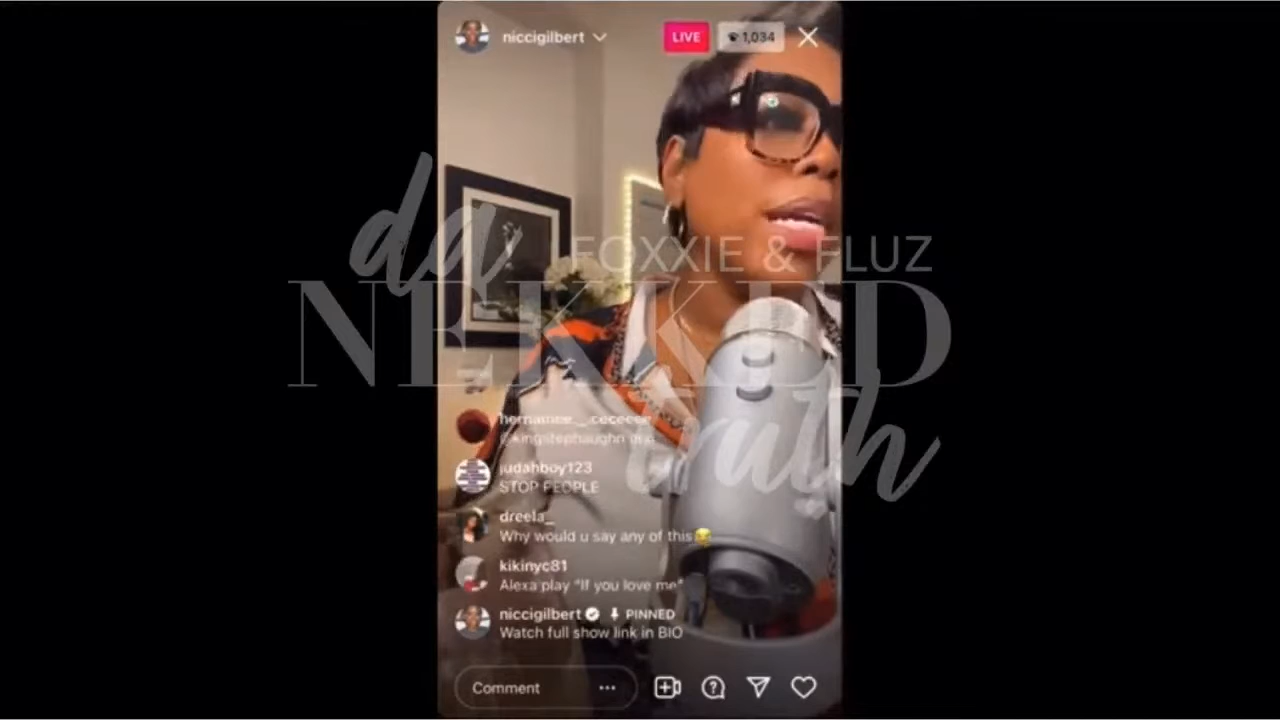 niccigilbert
LIVE
1,034
da
FOXXIE & FLUZ
NEKKED
truth
judahboy123
STOP PEOPLE
dreela_
Why would u say any of this😂
kikinyc81
Alexa play "If you love me"
niccigilbert PINNED
Watch full show link in BIO
Comment